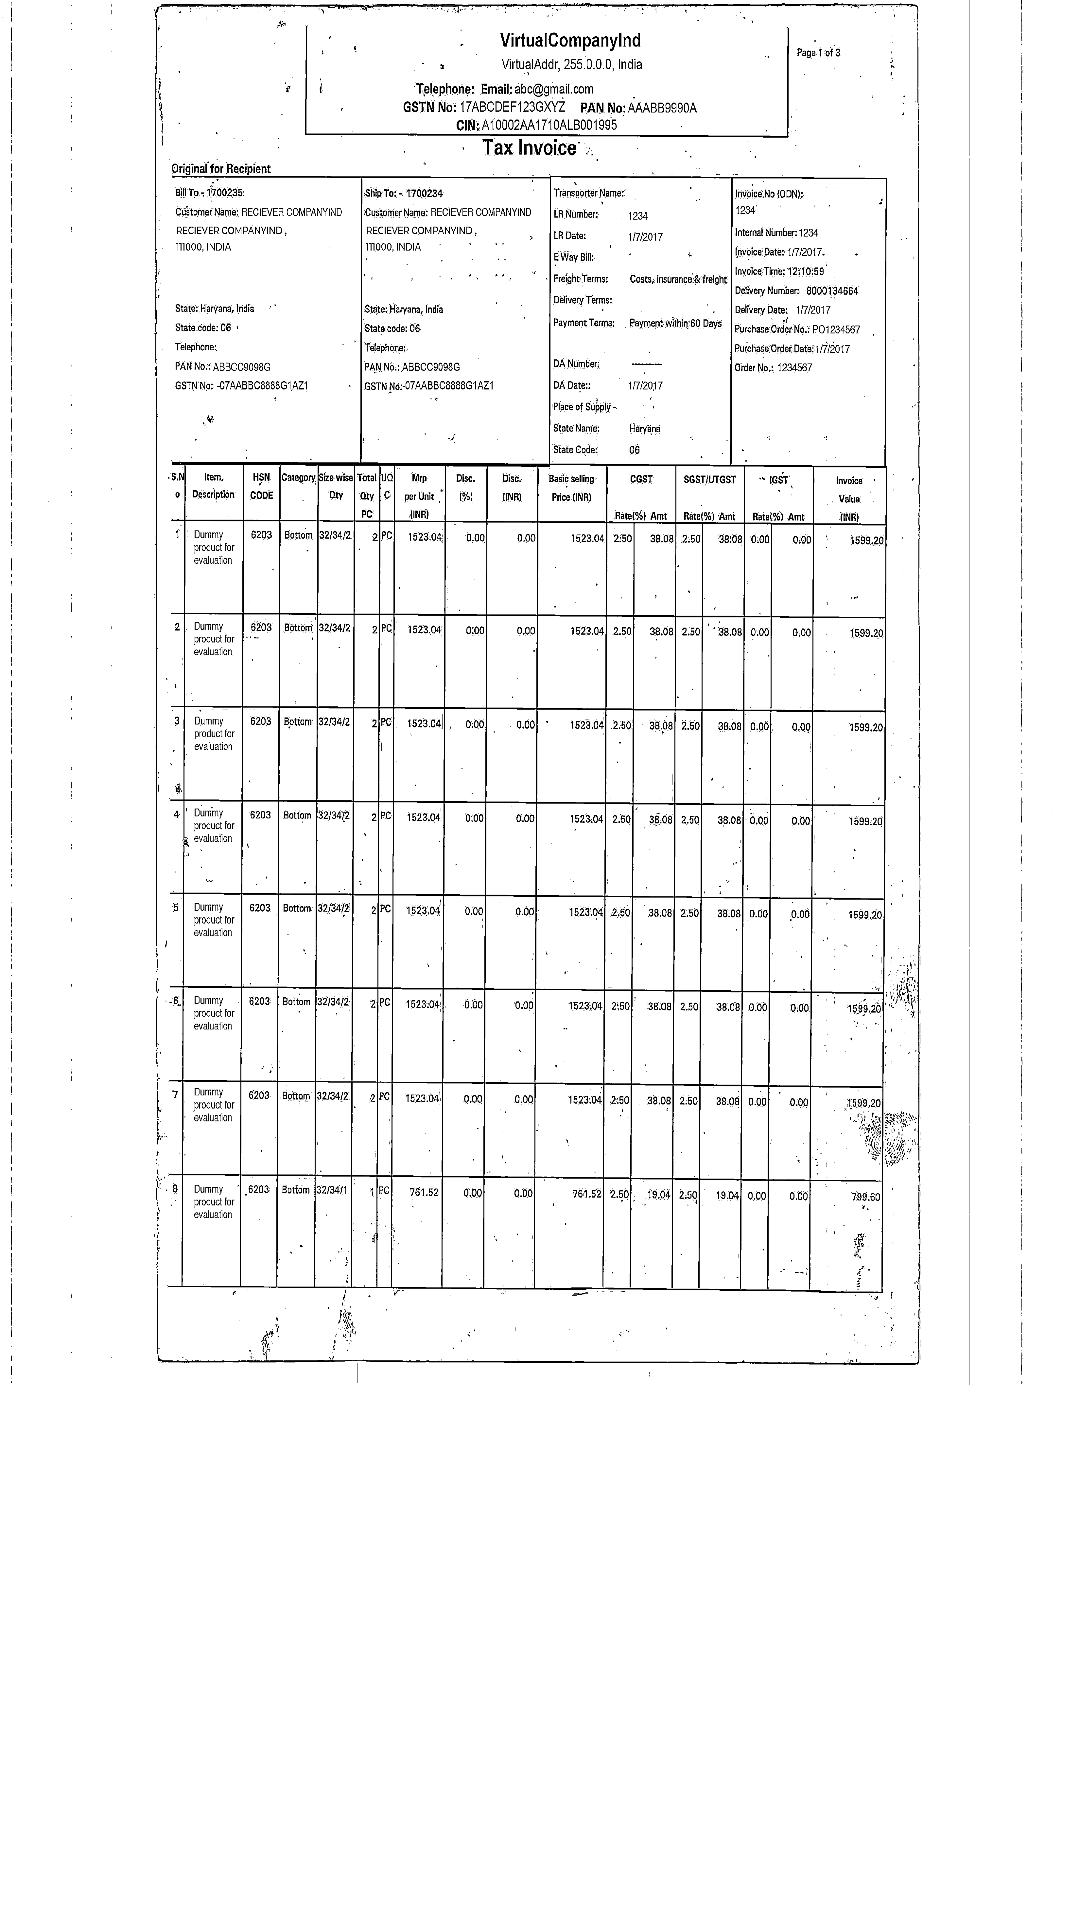 VirtualCompanyInd
Page 1 of 3
VirtualAddr, 255.0.0.0, India
Telephone: Email: abc@gmail.com
GSTN No: 17ABCDEF123GXYZ PAN No: AAABB9990A
CIN: A10002AA1710ALB001995
Tax Invoice
Original for Recipient
Bill To - 1700235:
Customer Name: RECIEVER COMPANYIND
RECIEVER COMPANYIND ,
111000, INDIA
State: Haryana, India
State code: 06
Telephone:
PAN No.: ABBCC9098G
GSTN No: -07AABBC8888G1AZ1
Ship To: - 1700234
Customer Name: RECIEVER COMPANYIND
RECIEVER COMPANYIND ,
111000, INDIA
State: Haryana, India
State code: 06
Telephone:
PAN No.: ABBCC9098G
GSTN No: -07AABBC8888G1AZ1
Transporter Name:
LR Number: 1234
LR Date: 1/7/2017
E Way Bill:
Freight Terms: Costs, insurance & freight
Delivery Terms:
Payment Terms: Payment within 60 Days
DA Number: ———
DA Date:: 1/7/2017
Place of Supply -
State Name: Haryana
State Code: 06
Invoice No (ODN):
1234
Internal Number: 1234
Invoice Date: 1/7/2017
Invoice Time: 12:10:59
Delivery Number: 8000134664
Delivery Date: 1/7/2017
Purchase Order No.: PO1234567
Purchase Order Date: 1/7/2017
Order No.: 1234567
S.N Item. HSN Category Size wise Total UQ Mrp Disc. Disc. Basic selling CGST SGST/UTGST IGST Invoice
o Description CODE Qty Qty C per Unit (%) (INR) Price (INR) Value
PC (INR) Rate(%) Amt Rate(%) Amt Rate(%) Amt (INR)
1 Dummy 6203 Bottom 32/34/2 2 PC 1523.04 0.00 0.00 1523.04 2.50 38.08 2.50 38.08 0.00 0.00 1599.20
product for
evaluation
2 Dummy 6203 Bottom 32/34/2 2 PC 1523.04 0.00 0.00 1523.04 2.50 38.08 2.50 38.08 0.00 0.00 1599.20
product for
evaluation
3 Dummy 6203 Bottom 32/34/2 2 PC 1523.04 0.00 0.00 1523.04 2.50 38.08 2.50 38.08 0.00 0.00 1599.20
product for
evaluation
4 Dummy 6203 Bottom 32/34/2 2 PC 1523.04 0.00 0.00 1523.04 2.50 38.08 2.50 38.08 0.00 0.00 1599.20
product for
evaluation
5 Dummy 6203 Bottom 32/34/2 2 PC 1523.04 0.00 0.00 1523.04 2.50 38.08 2.50 38.08 0.00 0.00 1599.20
product for
evaluation
6 Dummy 6203 Bottom 32/34/2 2 PC 1523.04 0.00 0.00 1523.04 2.50 38.08 2.50 38.08 0.00 0.00 1599.20
product for
evaluation
7 Dummy 6203 Bottom 32/34/2 2 PC 1523.04 0.00 0.00 1523.04 2.50 38.08 2.50 38.08 0.00 0.00 1599.20
product for
evaluation
8 Dummy 6203 Bottom 32/34/1 1 PC 761.52 0.00 0.00 761.52 2.50 19.04 2.50 19.04 0.00 0.00 799.60
product for
evaluation